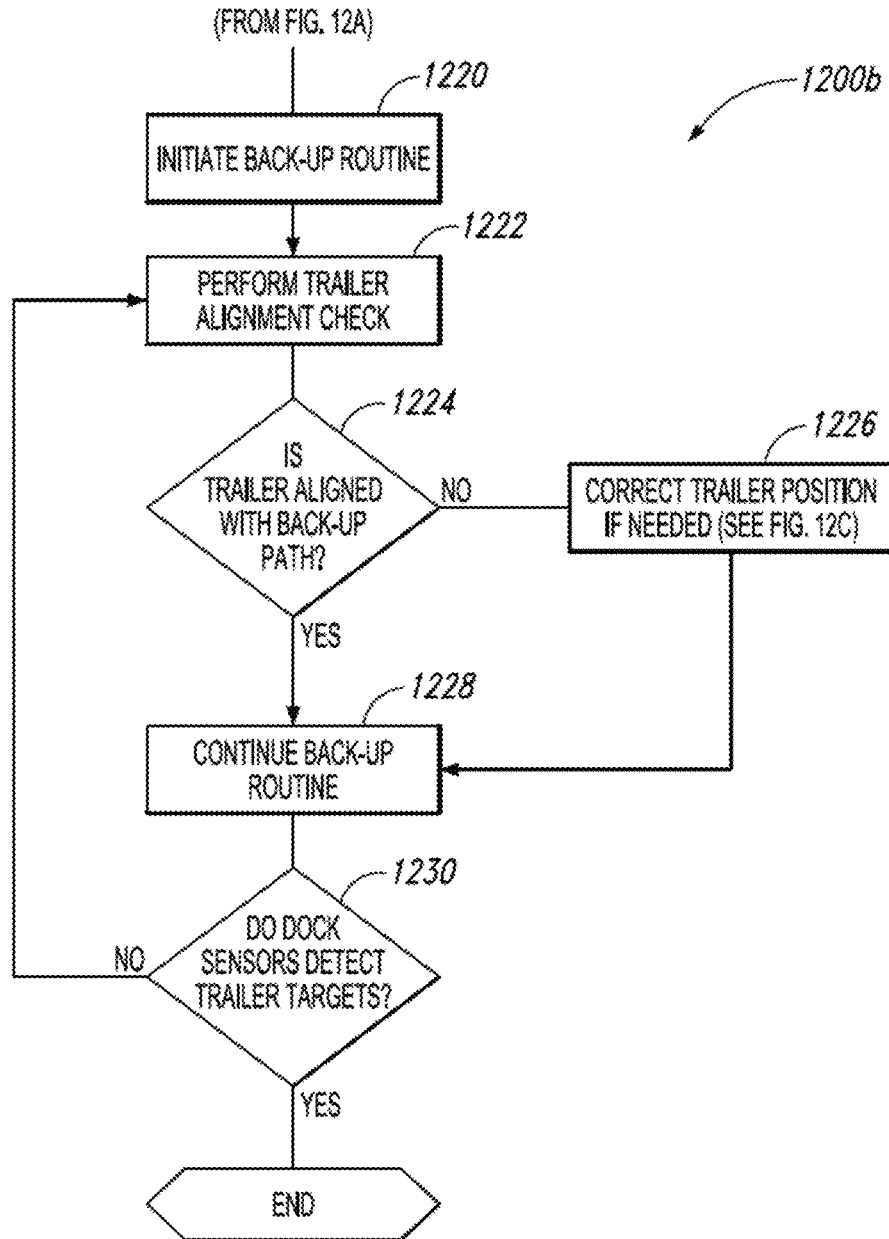 (FROM FIG. 12A)
1220
1200b
INITIATE BACK-UP ROUTINE
1222
PERFORM TRAILER
ALIGNMENT CHECK
1224
1226
IS
TRAILER ALIGNED
WITH BACK-UP
PATH?
NO
CORRECT TRAILER POSITION
IF NEEDED (SEE FIG. 12C)
YES
1228
CONTINUE BACK-UP
ROUTINE
1230
DO DOCK
SENSORS DETECT
TRAILER TARGETS?
NO
YES
END